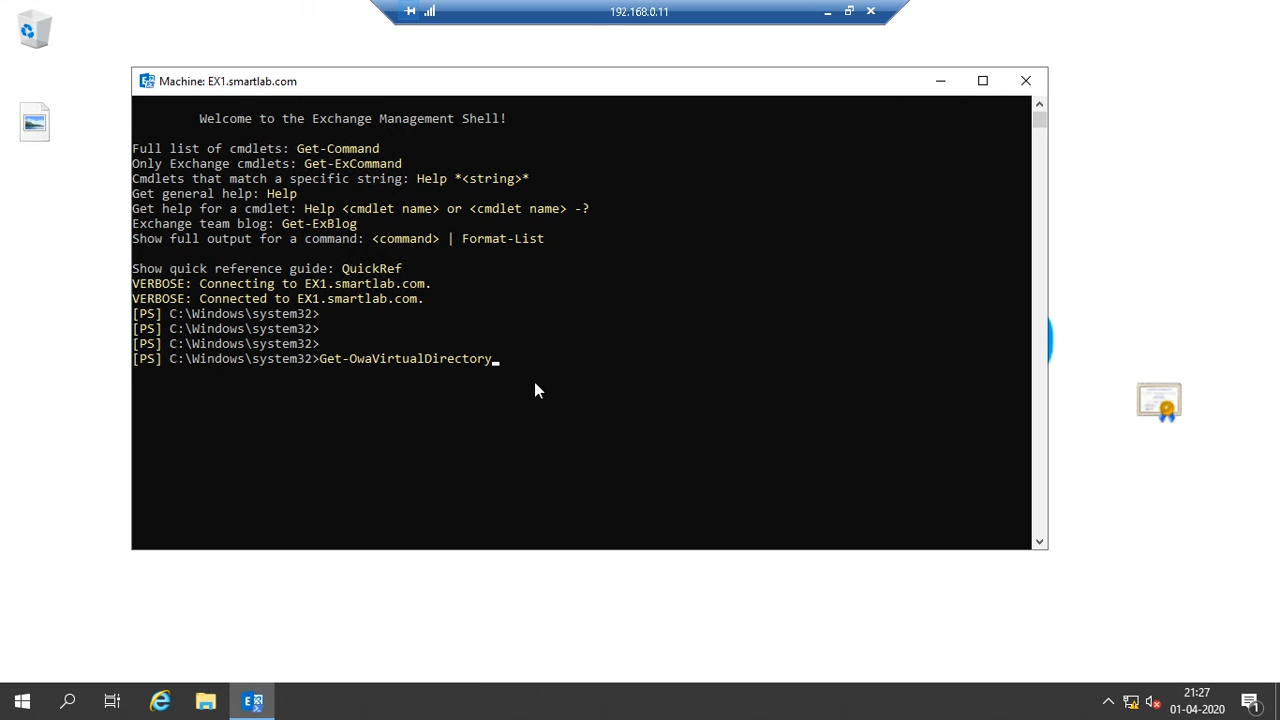 192.168.0.11
Machine: EX1.smartlab.com
Welcome to the Exchange Management Shell!
Full list of cmdlets: Get-Command
Only Exchange cmdlets: Get-ExCommand
Cmdlets that match a specific string: Help *<string>*
Get general help: Help
Get help for a cmdlet: Help <cmdlet name> or <cmdlet name> -?
Exchange team blog: Get-ExBlog
Show full output for a command: <command> | Format-List
Show quick reference guide: QuickRef
VERBOSE: Connecting to EX1.smartlab.com.
VERBOSE: Connected to EX1.smartlab.com.
[PS] C:\Windows\system32>
[PS] C:\Windows\system32>
[PS] C:\Windows\system32>
[PS] C:\Windows\system32>Get-OwaVirtualDirectory_
21:27
01-04-2020
1